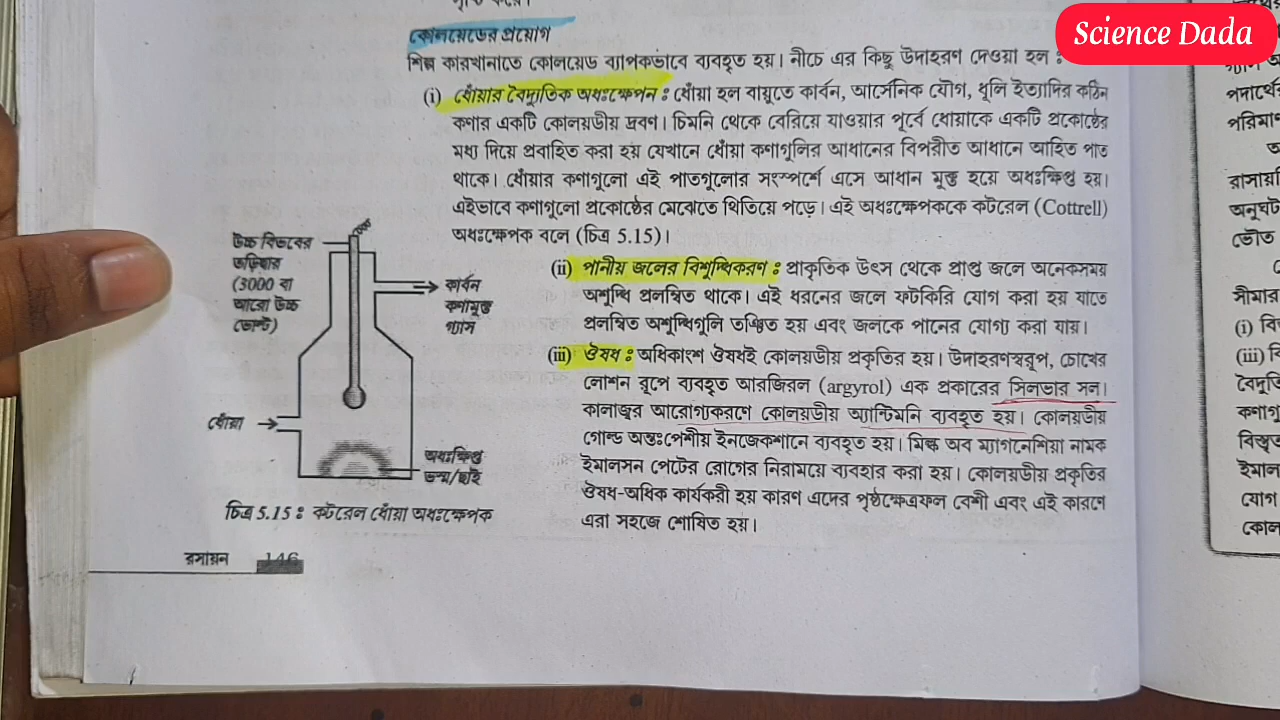 Science Dada
কোলয়েডের প্রয়োগ
শিল্প কারখানাতে কোলয়েড ব্যাপকভাবে ব্যবহৃত হয়। নীচে এর কিছু উদাহরণ দেওয়া হল :
(i) ধোঁয়ার বৈদ্যুতিক অধঃক্ষেপন : ধোঁয়া হল বায়ুতে কার্বন, আর্সেনিক যৌগ, ধূলি ইত্যাদির কঠিন
কণার একটি কোলয়ডীয় দ্রবণ। চিমনি থেকে বেরিয়ে যাওয়ার পূর্বে ধোয়াকে একটি প্রকোষ্ঠের
মধ্য দিয়ে প্রবাহিত করা হয় যেখানে ধোঁয়া কণাগুলির আধানের বিপরীত আধানে আহিত পাত
থাকে। ধোঁয়ার কণাগুলো এই পাতগুলোর সংস্পর্শে এসে আধান মুক্ত হয়ে অধঃক্ষিপ্ত হয়।
এইভাবে কণাগুলো প্রকোষ্ঠের মেঝেতে থিতিয়ে পড়ে। এই অধঃক্ষেপককে কটরেল (Cottrell)
অধঃক্ষেপক বলে (চিত্র 5.15)।
(ii) পানীয় জলের বিশুদ্ধিকরণ : প্রাকৃতিক উৎস থেকে প্রাপ্ত জলে অনেকসময়
অশুদ্ধি প্রলম্বিত থাকে। এই ধরনের জলে ফটকিরি যোগ করা হয় যাতে
প্রলম্বিত অশুদ্ধিগুলি তঞ্চিত হয় এবং জলকে পানের যোগ্য করা যায়।
(iii) ঔষধ : অধিকাংশ ঔষধই কোলয়ডীয় প্রকৃতির হয়। উদাহরণস্বরূপ, চোখের
লোশন রূপে ব্যবহৃত আরজিরল (argyrol) এক প্রকারের সিলভার সল।
কালাজ্বর আরোগ্যকরণে কোলয়ডীয় অ্যান্টিমনি ব্যবহৃত হয়। কোলয়ডীয়
গোল্ড অন্তঃপেশীয় ইনজেকশানে ব্যবহৃত হয়। মিল্ক অব ম্যাগনেশিয়া নামক
ইমালসন পেটের রোগের নিরাময়ে ব্যবহার করা হয়। কোলয়ডীয় প্রকৃতির
ঔষধ-অধিক কার্যকরী হয় কারণ এদের পৃষ্ঠক্ষেত্রফল বেশী এবং এই কারণে
এরা সহজে শোষিত হয়।
উচ্চ বিভবের
তড়িদ্দ্বার
(3000 বা
আরো উচ্চ
ভোল্ট)
কার্বন
কণামুক্ত
গ্যাস
ধোঁয়া
অধঃক্ষিপ্ত
ভস্ম/ছাই
চিত্র 5.15 : কটরেল ধোঁয়া অধঃক্ষেপক
রসায়ন 146
পদার্থের
পরিমাণ
রাসায়নি
অনুঘট
ভৌত
সীমার
(i) বি
(iii) বি
বৈদ্যুতি
কণাগু
বিস্তৃত
ইমাল
যোগ
কোল